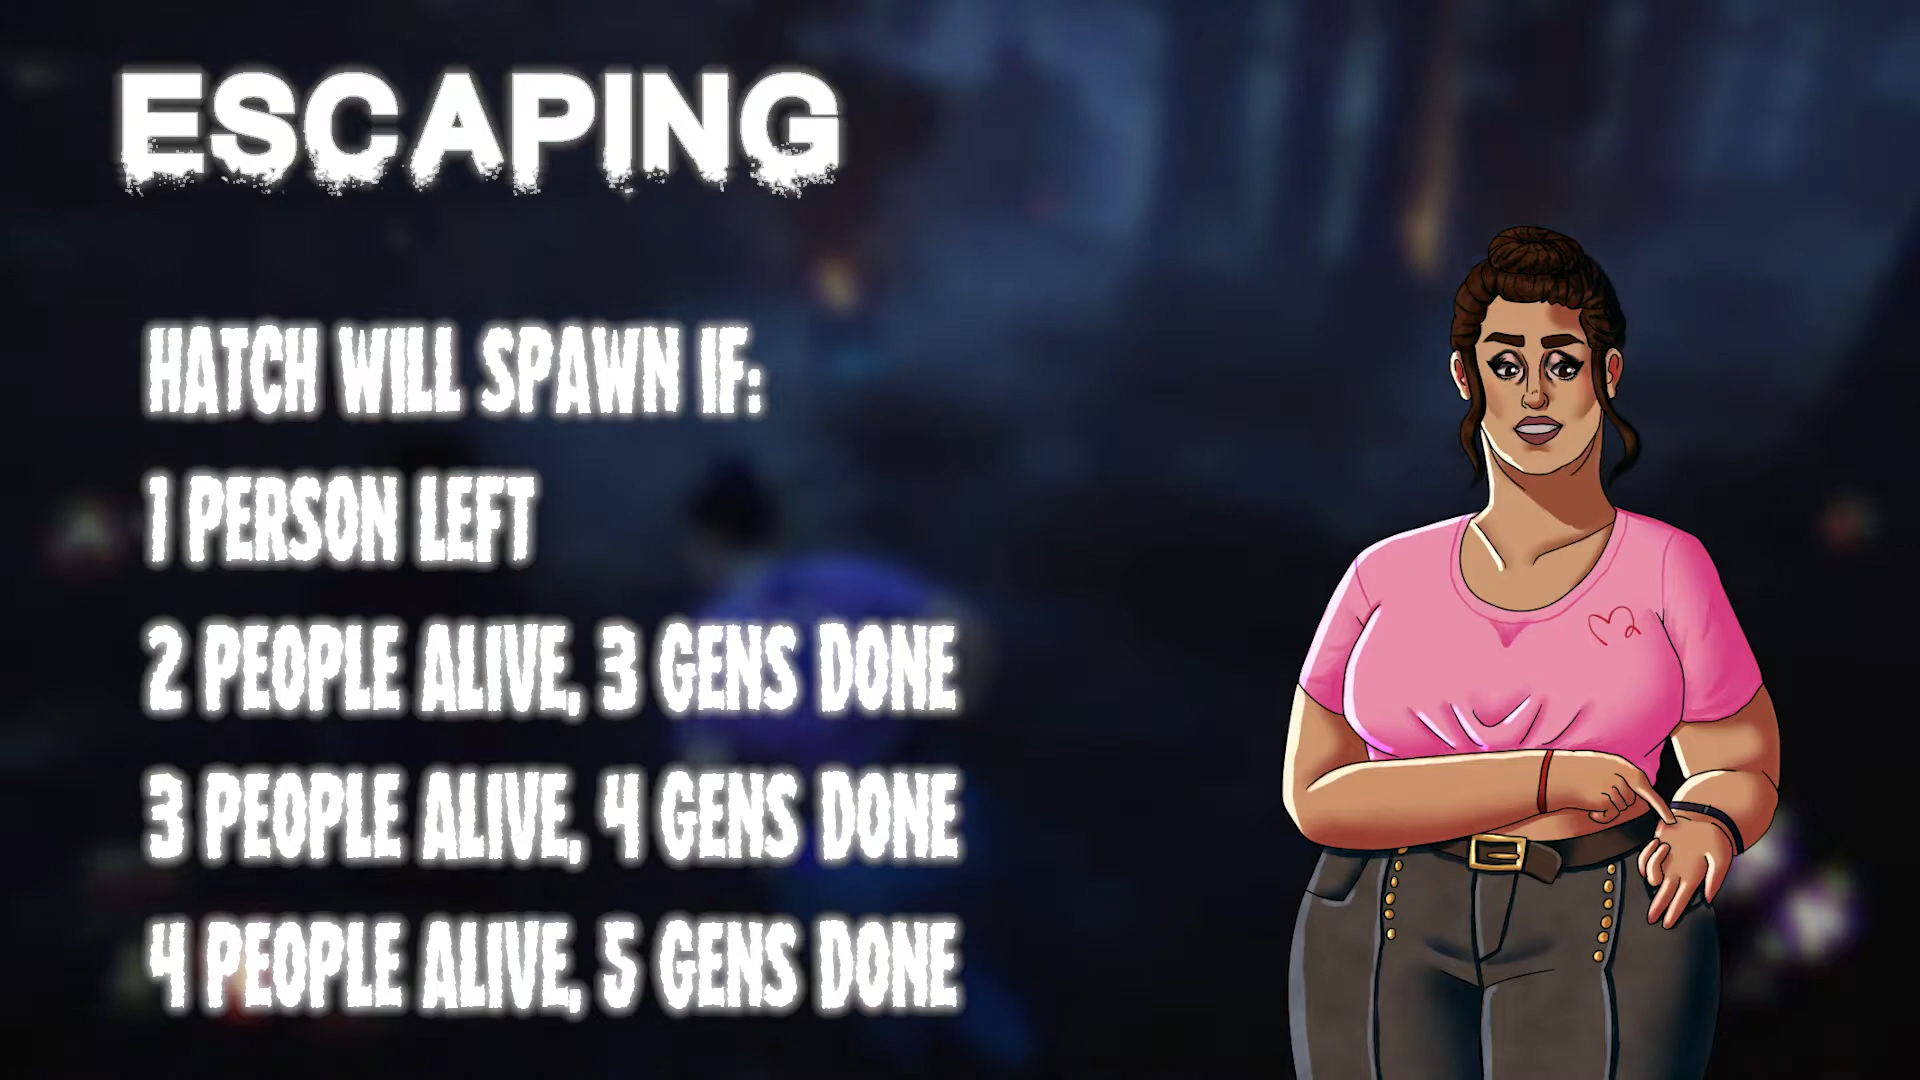 ESCAPING
HATCH WILL SPAWN IF:
1 PERSON LEFT
2 PEOPLE ALIVE, 3 GENS DONE
3 PEOPLE ALIVE, 4 GENS DONE
4 PEOPLE ALIVE, 5 GENS DONE